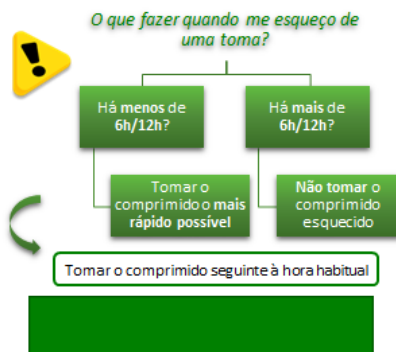 O que fazer quando me esqueço de
uma toma?
Há menos de
6h/12h?
Há mais de
6h/12h?
Tomar o
comprimido o mais
rápido possível
Não tomar o
comprimido
esquecido
Tomar o comprimido seguinte à hora habitual